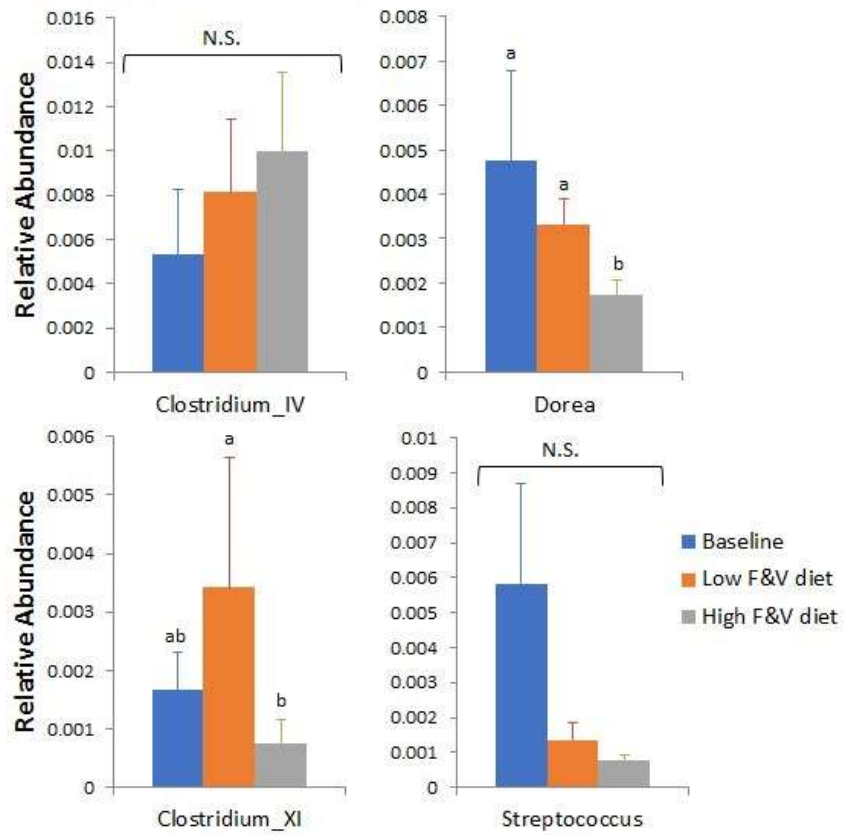 Relative Abundance
0.016
0.014
0.012
0.01
0.008
0.006
0.004
0.002
0
N.S.
Clostridium_IV
0.008
0.007
0.006
0.005
0.004
0.003
0.002
0.001
0
a
a
b
Dorea
Relative Abundance
0.006
0.005
0.004
0.003
0.002
0.001
0
ab
a
b
Clostridium_XI
0.01
0.009
0.008
0.007
0.006
0.005
0.004
0.003
0.002
0.001
0
N.S.
Streptococcus
Baseline
Low F&V diet
High F&V diet